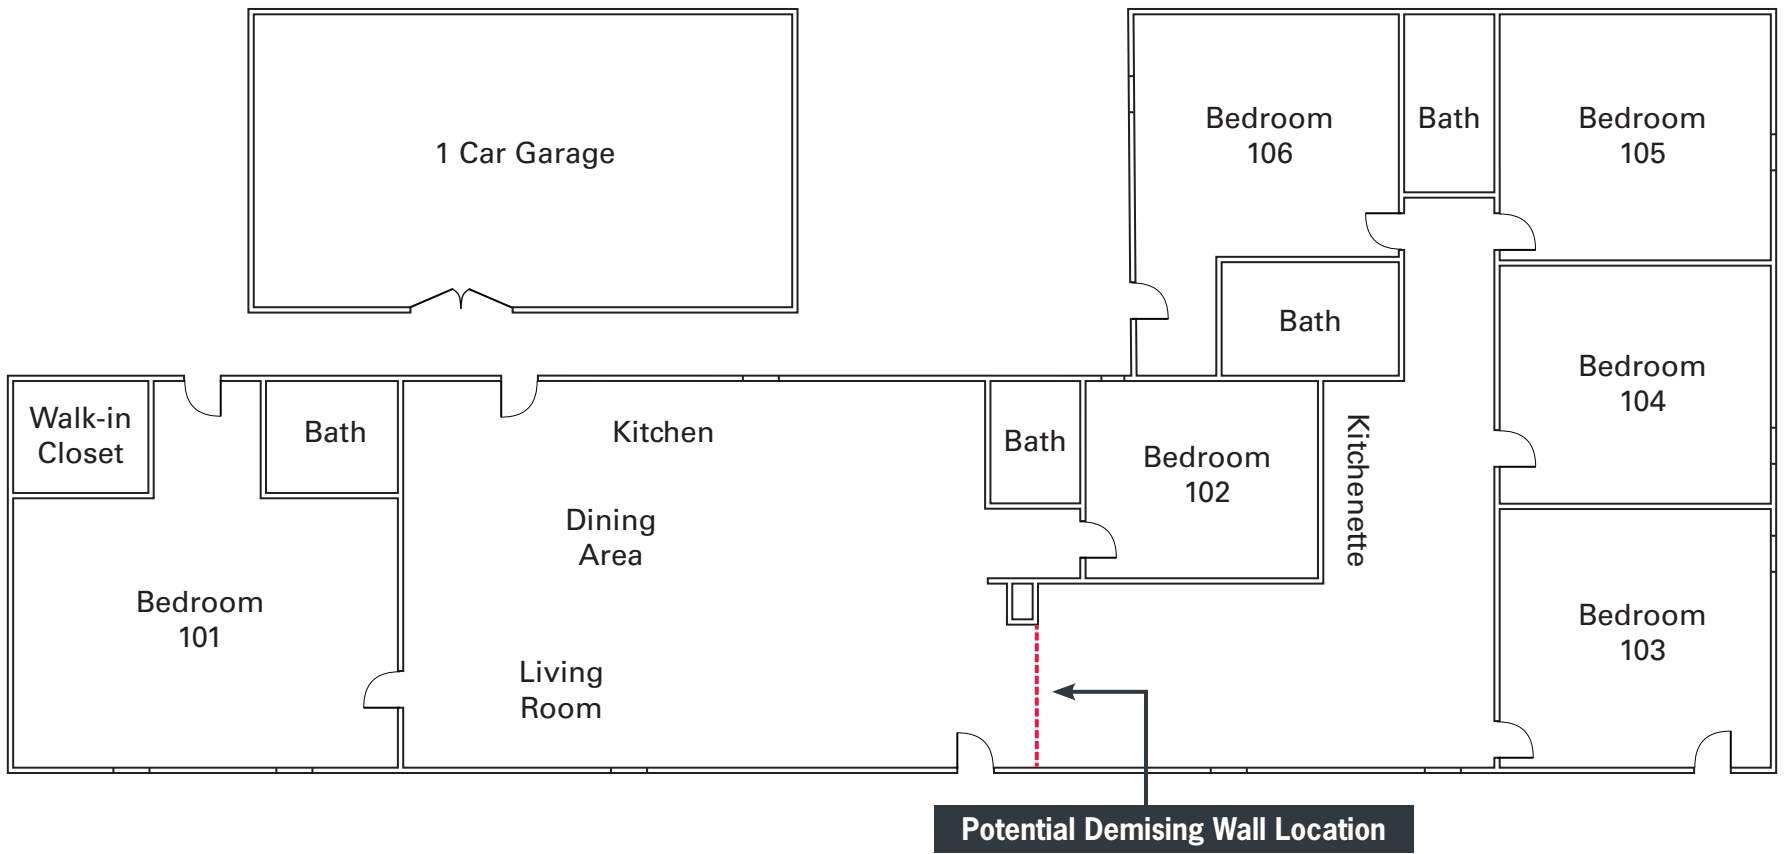 1 Car Garage
Bedroom
106
Bath
Bedroom
105
Bath
Bedroom
104
Walk-in
Closet
Bath
Kitchen
Bath
Bedroom
102
Kitchenette
Dining
Area
Bedroom
101
Living
Room
Bedroom
103
Potential Demising Wall Location